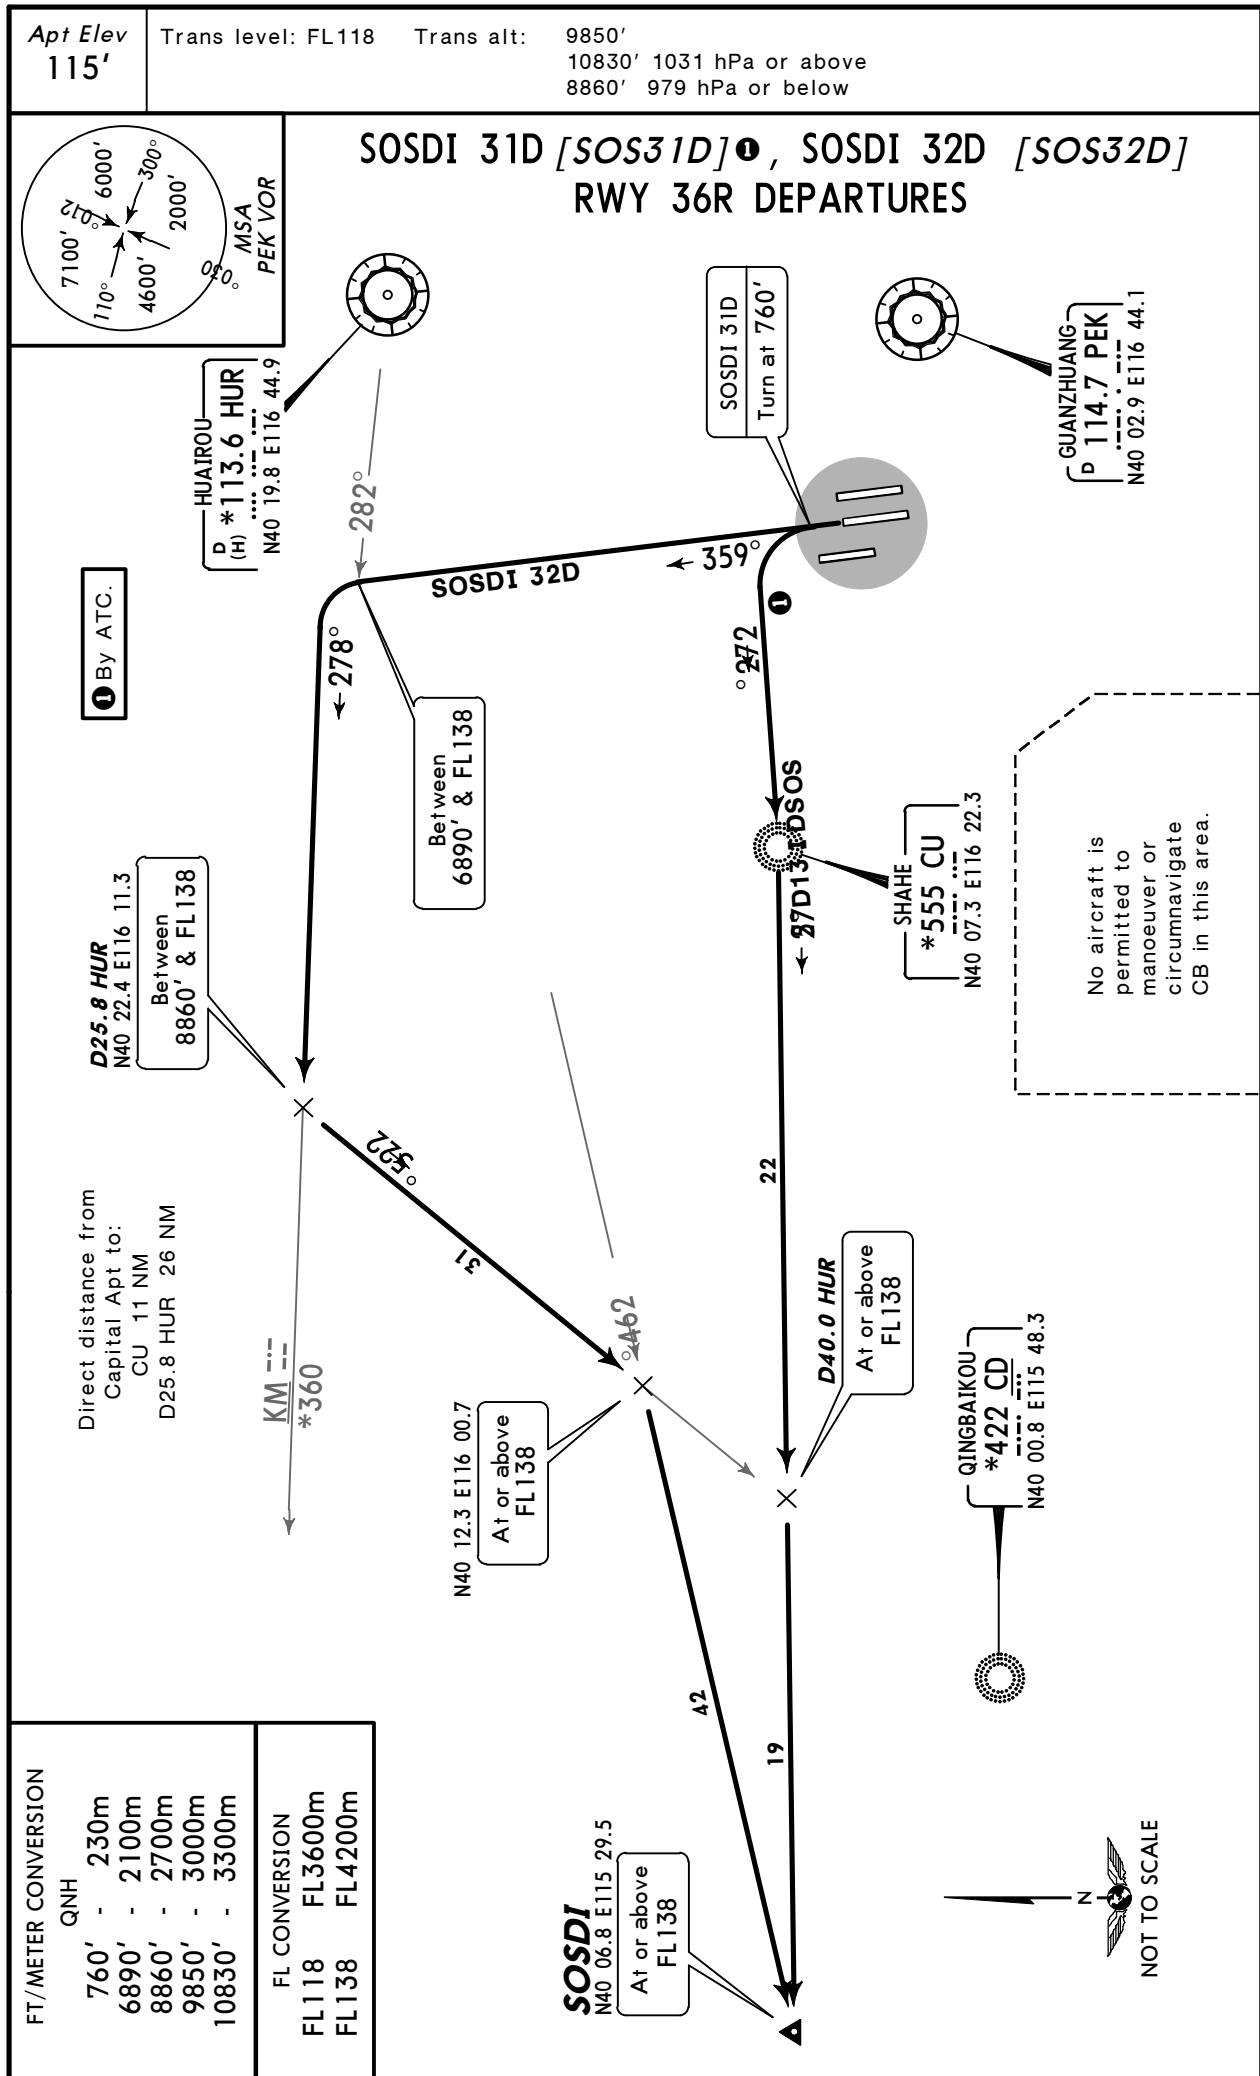 Apt Elev
115'
Trans level: FL118 Trans alt: 9850'
10830' 1031 hPa or above
8860' 979 hPa or below
SOSDI 31D [SOS31D] ❶, SOSDI 32D [SOS32D]
RWY 36R DEPARTURES
7100'
6000'
2000'
4600'
012°
300°
110°
030°
MSA
PEK VOR
HUAIROU
D
(H) *113.6 HUR
N40 19.8 E116 44.9
SOSDI 31D
Turn at 760'
GUANZHUANG
D 114.7 PEK
N40 02.9 E116 44.1
282°
359°
SOSDI 32D
❶ By ATC.
278°
❶
°272
Between
6890' & FL138
D25.8 HUR
N40 22.4 E116 11.3
Between
8860' & FL138
SHAHE
*555 CU
N40 07.3 E116 22.3
No aircraft is
permitted to
manoeuver or
circumnavigate
CB in this area.
Direct distance from
Capital Apt to:
CU 11 NM
D25.8 HUR 26 NM
31
22
KM
*360
D40.0 HUR
At or above
FL138
N40 12.3 E116 00.7
At or above
FL138
QINGBAIKOU
*422 CD
N40 00.8 E115 48.3
42
19
SOSDI
N40 06.8 E115 29.5
At or above
FL138
FT/METER CONVERSION
QNH
760' - 230m
6890' - 2100m
8860' - 2700m
9850' - 3000m
10830' - 3300m
FL CONVERSION
FL118 FL3600m
FL138 FL4200m
N
NOT TO SCALE